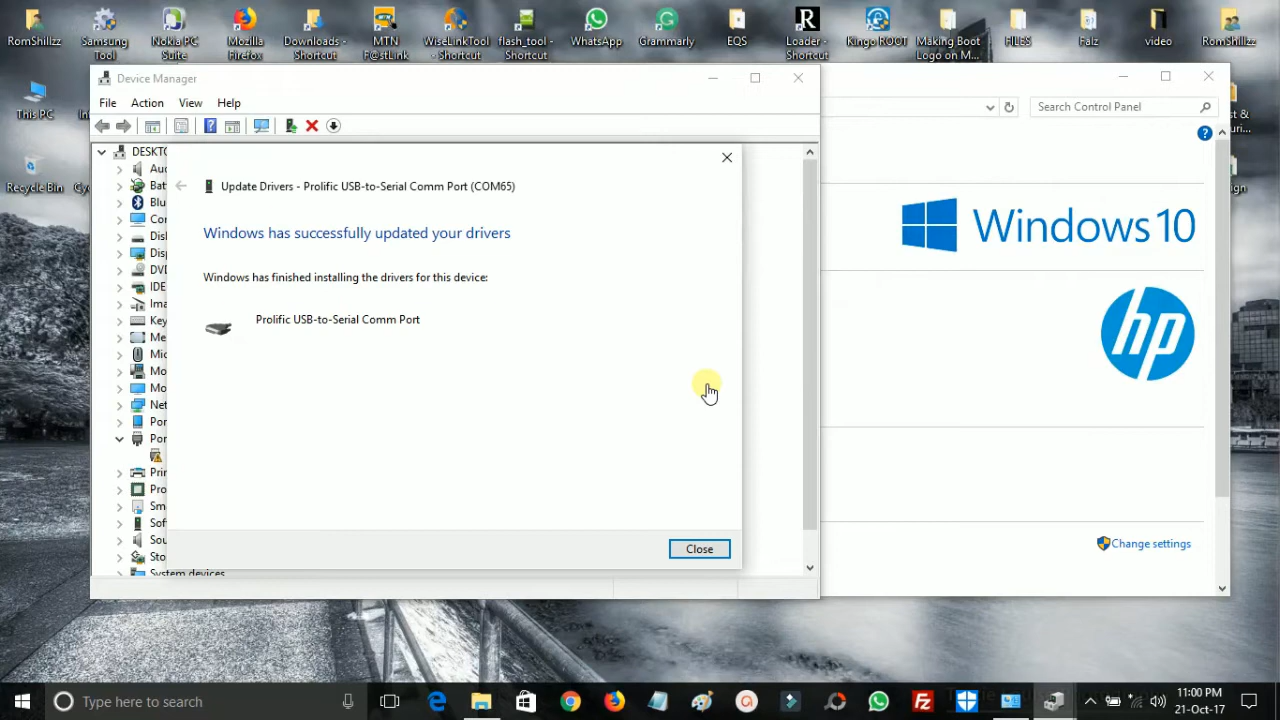 RomShillzz
Samsung Tool
Nokia PC Suite
Mozilla Firefox
Downloads - Shortcut
MTN F@stLink
WiseLinkTool - Shortcut
flash_tool - Shortcut
WhatsApp
Grammarly
EQS
Loader - Shortcut
Kingo ROOT
Making Boot Logo on M...
FILES
Falz
video
RomShillzz
This PC
Recycle Bin
Device Manager
File Action View Help
DESKTO
Update Drivers - Prolific USB-to-Serial Comm Port (COM65)
Windows has successfully updated your drivers
Windows has finished installing the drivers for this device:
Prolific USB-to-Serial Comm Port
Close
System devices
Search Control Panel
Windows 10
hp
Change settings
Type here to search
11:00 PM
21-Oct-17